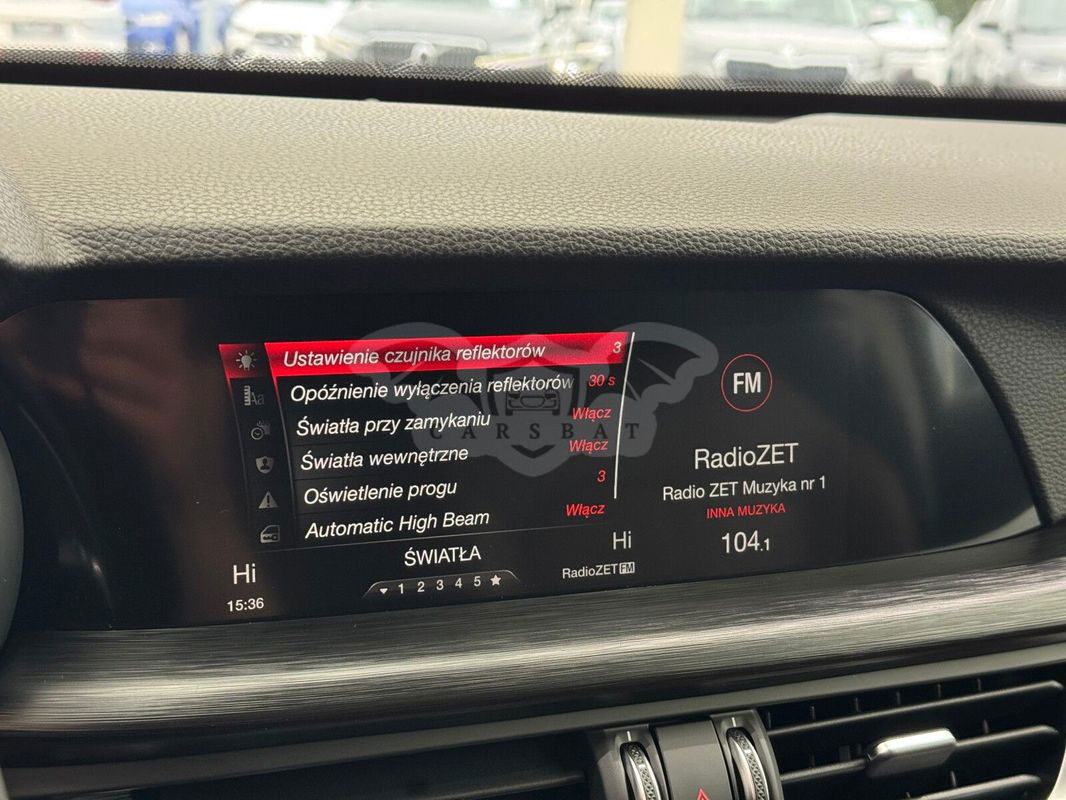 Ustawienie czujnika reflektorów 3
Opóźnienie wyłączenia reflektorów 30 s
Światła przy zamykaniu Włącz
Światła wewnętrzne Włącz
Oświetlenie progu 3
Automatic High Beam Włącz
ŚWIATŁA
Aa
Hi
15:36
1 2 3 4 5
Hi
RadioZET FM
FM
RadioZET
Radio ZET Muzyka nr 1
INNA MUZYKA
104.1
CARSBAT